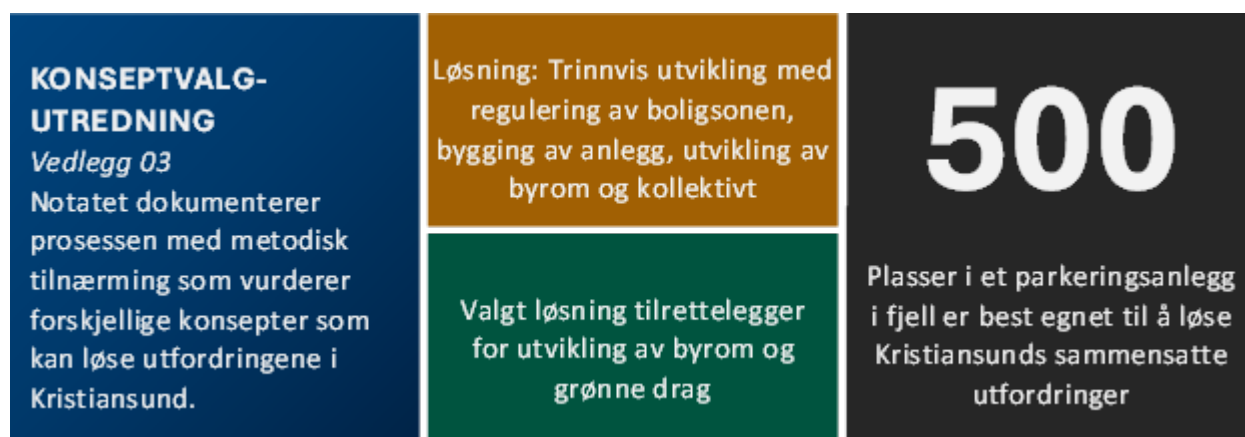 KONSEPTVALG-
UTREDNING
Vedlegg 03
Notatet dokumenterer
prosessen med metodisk
tilnærming som vurderer
forskjellige konsepter som
kan løse utfordringene i
Kristiansund.
Løsning: Trinnvis utvikling med
regulering av boligsonen,
bygging av anlegg, utvikling av
byrom og kollektivt
Valgt løsning tilrettelegger
for utvikling av byrom og
grønne drag
500
Plasser i et parkeringsanlegg
i fjell er best egnet til å løse
Kristiansunds sammensatte
utfordringer